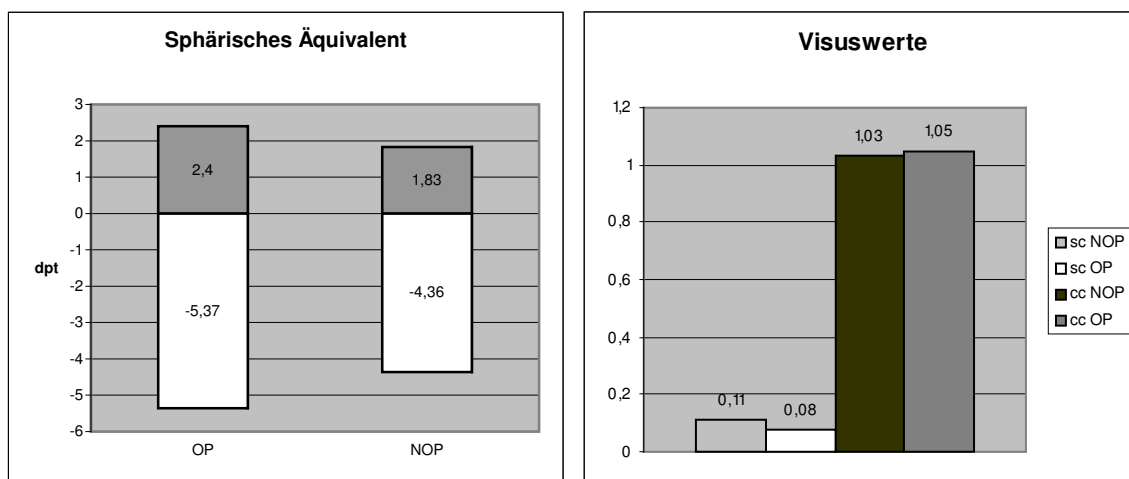 Sphärisches Äquivalent
3
2
1
0
-1
-2
-3
-4
-5
-6
dpt
2,4
1,83
-5,37
-4,36
OP
NOP
Visuswerte
1,2
1
0,8
0,6
0,4
0,2
0
0,11
0,08
1,03
1,05
sc NOP
sc OP
cc NOP
cc OP